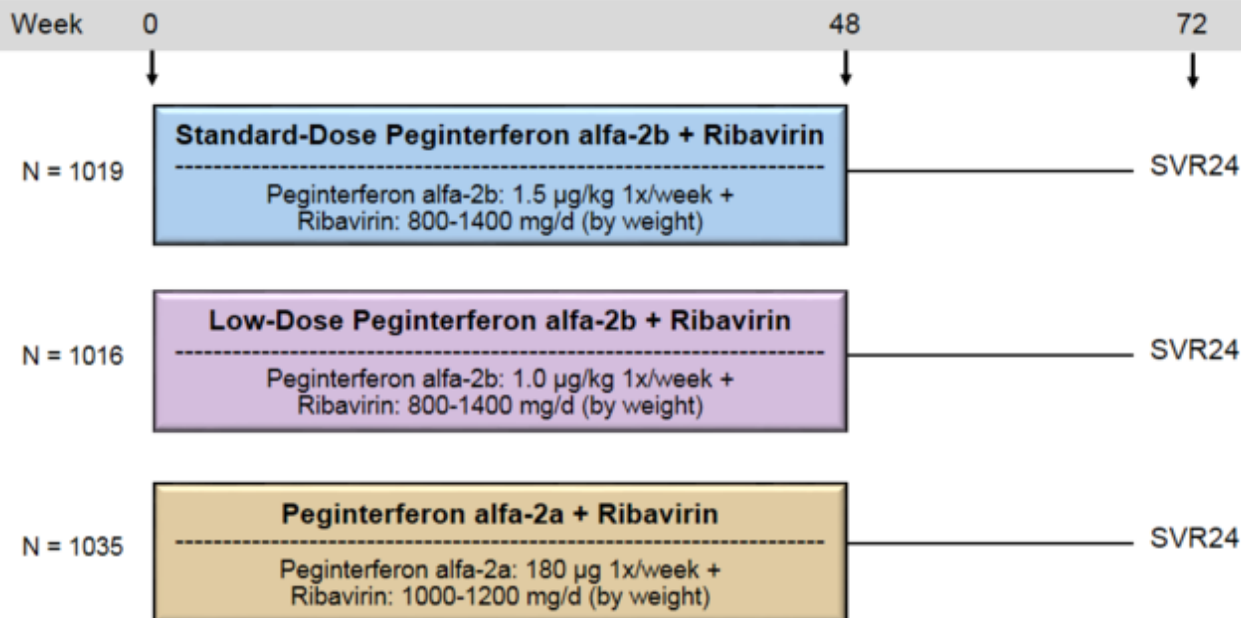 Week 0 48 72
Standard-Dose Peginterferon alfa-2b + Ribavirin
N = 1019
Peginterferon alfa-2b: 1.5 µg/kg 1x/week +
Ribavirin: 800-1400 mg/d (by weight)
SVR24
Low-Dose Peginterferon alfa-2b + Ribavirin
N = 1016
Peginterferon alfa-2b: 1.0 µg/kg 1x/week +
Ribavirin: 800-1400 mg/d (by weight)
SVR24
Peginterferon alfa-2a + Ribavirin
N = 1035
Peginterferon alfa-2a: 180 µg 1x/week +
Ribavirin: 1000-1200 mg/d (by weight)
SVR24